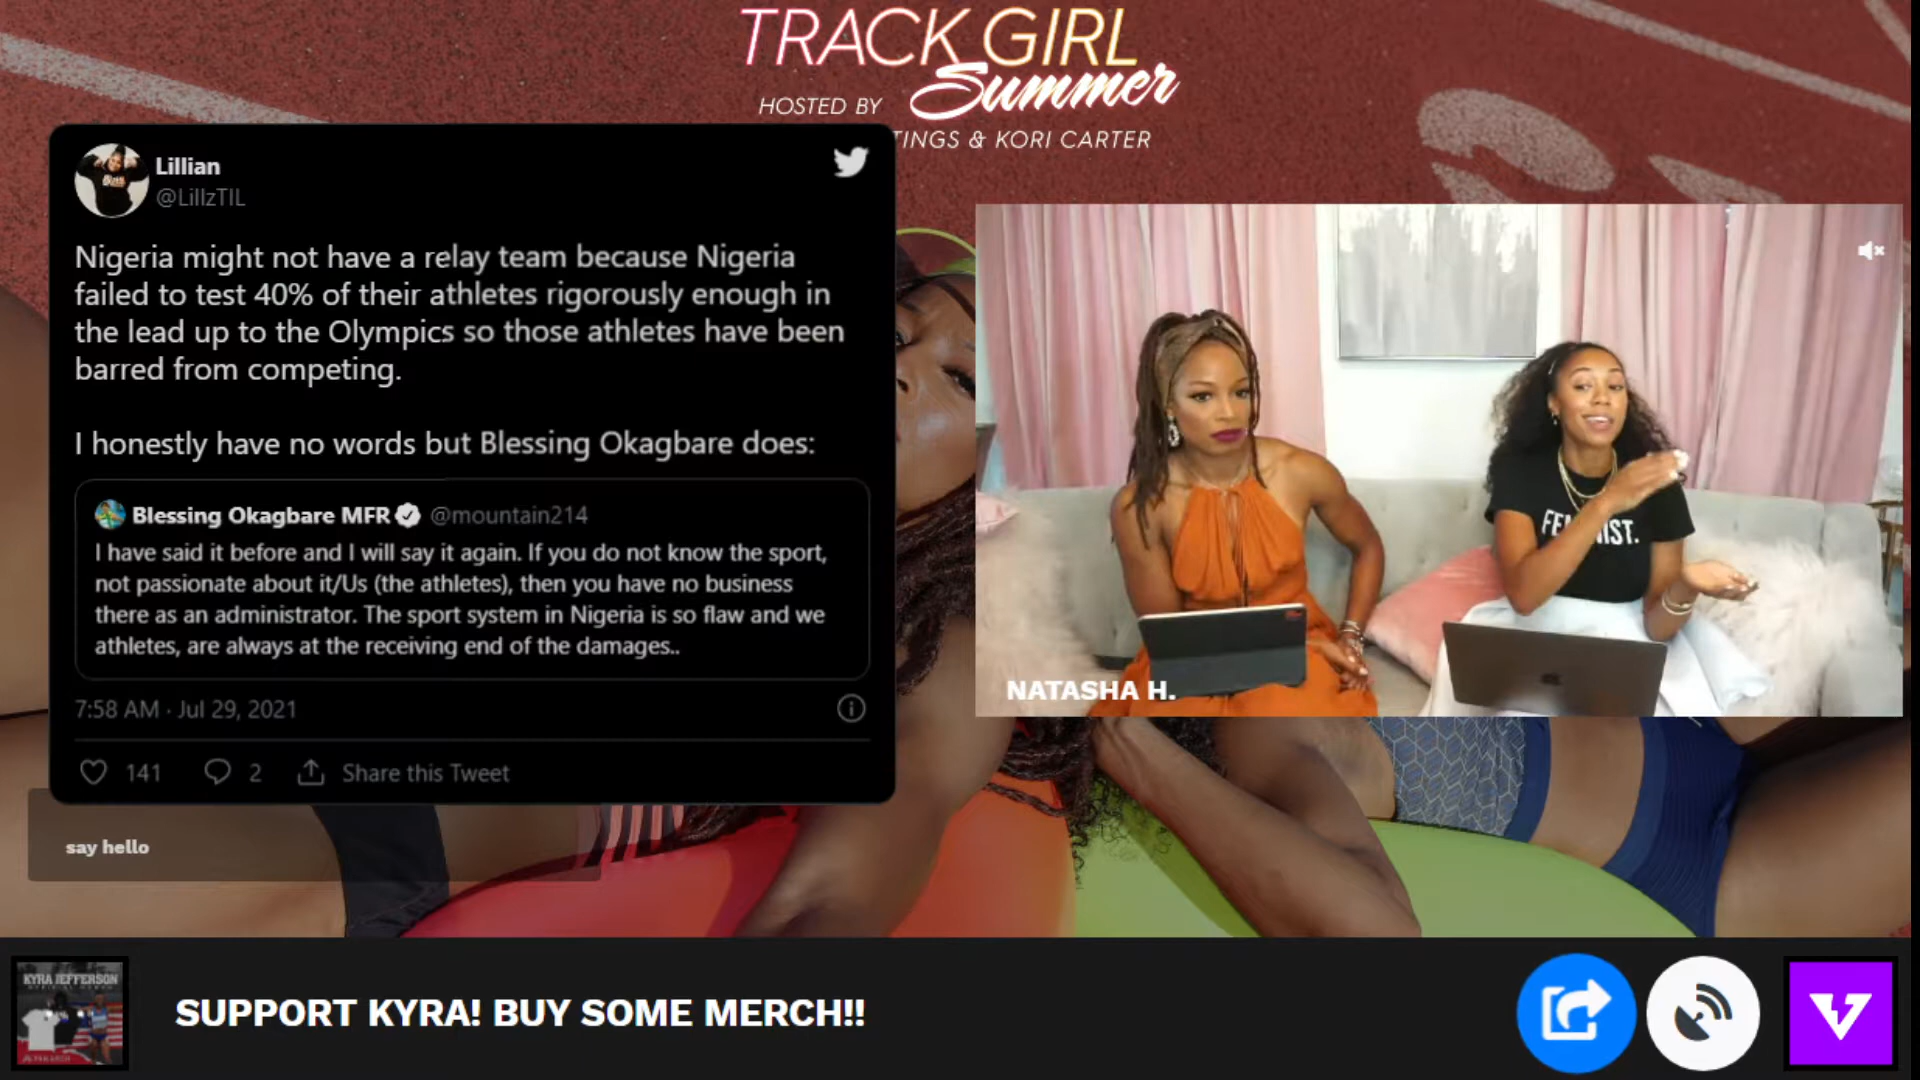 TRACK GIRL
Summer
HOSTED BY
TINGS & KORI CARTER
Lillian
@LillzTIL
Nigeria might not have a relay team because Nigeria
failed to test 40% of their athletes rigorously enough in
the lead up to the Olympics so those athletes have been
barred from competing.
I honestly have no words but Blessing Okagbare does:
Blessing Okagbare MFR @mountain214
I have said it before and I will say it again. If you do not know the sport,
not passionate about it/Us (the athletes), then you have no business
there as an administrator. The sport system in Nigeria is so flaw and we
athletes, are always at the receiving end of the damages..
7:58 AM · Jul 29, 2021
141
2
Share this Tweet
NATASHA H.
say hello
KYRA JEFFERSON
SUPPORT KYRA! BUY SOME MERCH!!